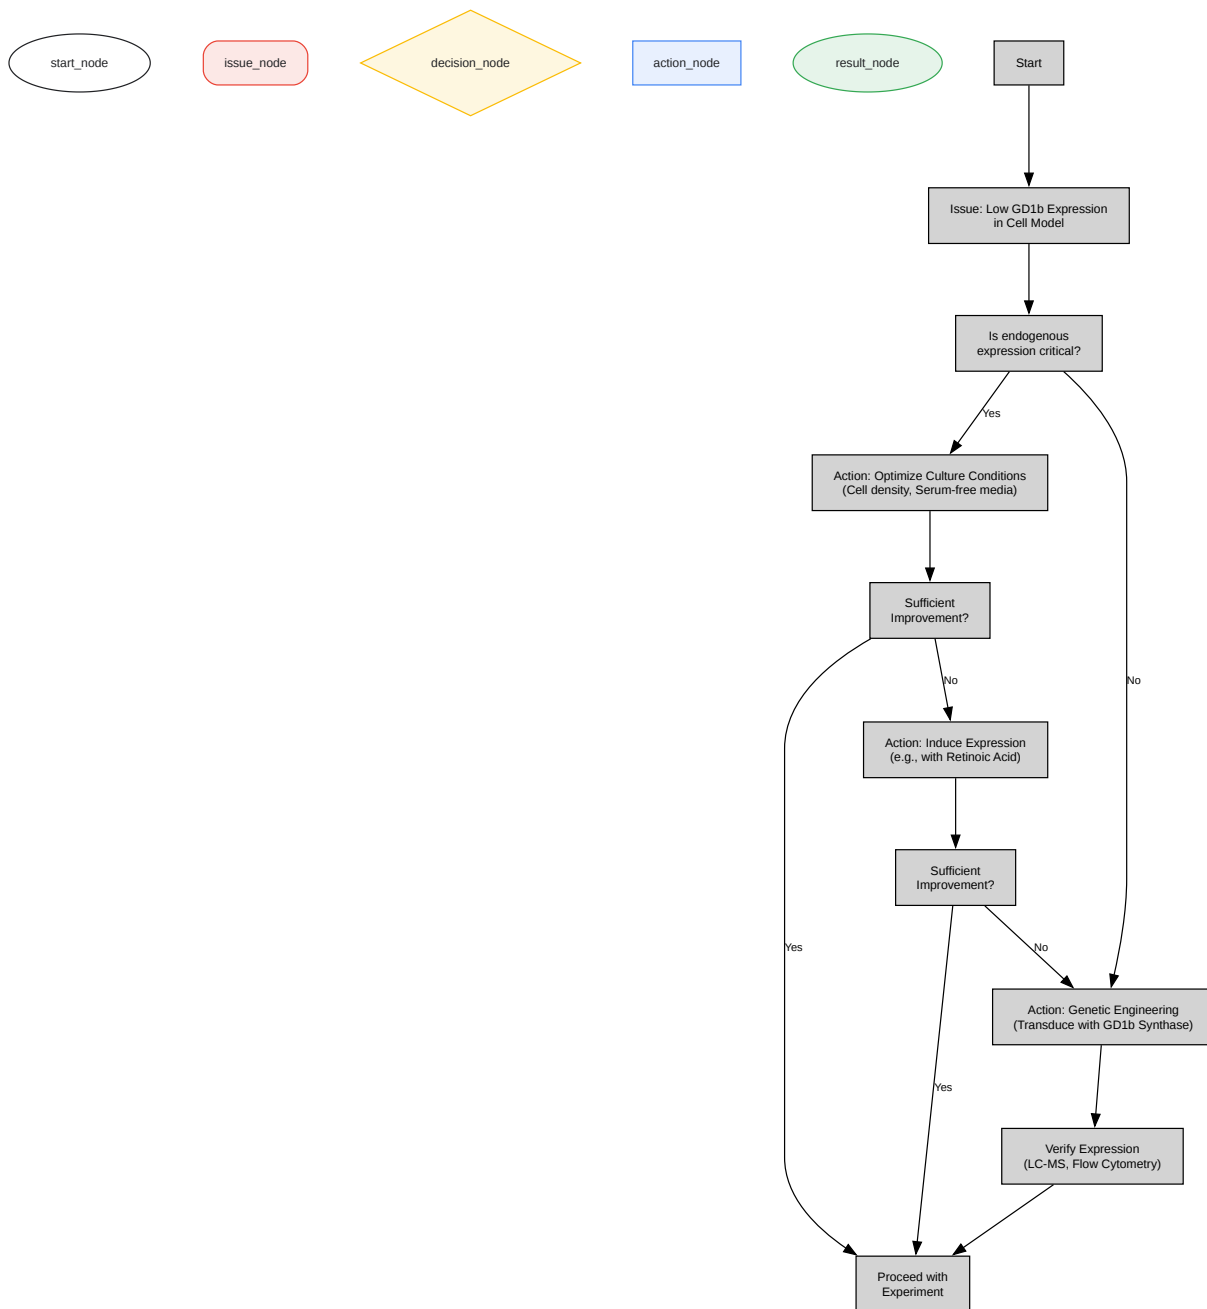 start_node
issue_node
decision_node
action_node
result_node
Start
Issue: Low GD1b Expression
in Cell Model
Is endogenous
expression critical?
Yes
Action: Optimize Culture Conditions
(Cell density, Serum-free media)
Sufficient
Improvement?
No
No
Action: Induce Expression
(e.g., with Retinoic Acid)
Sufficient
Improvement?
Yes
No
Action: Genetic Engineering
(Transduce with GD1b Synthase)
Yes
Verify Expression
(LC-MS, Flow Cytometry)
Proceed with
Experiment